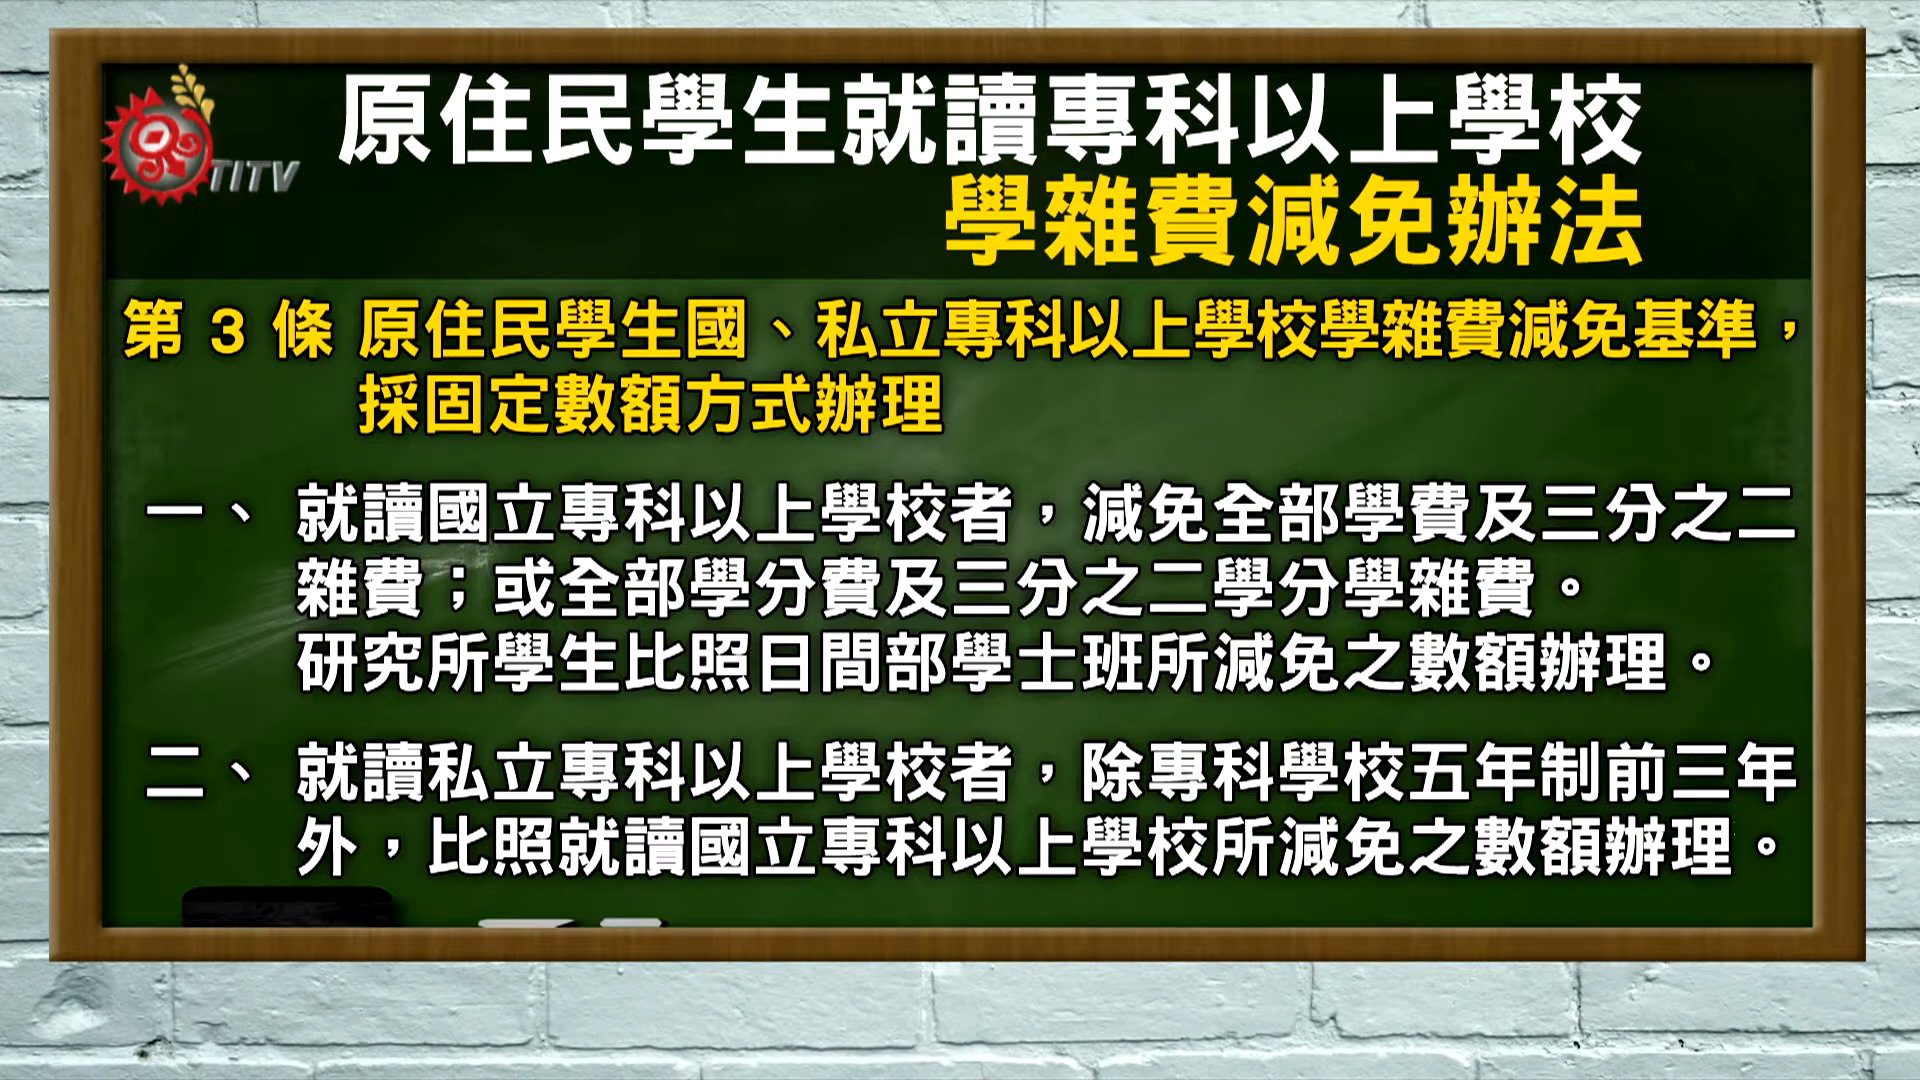 TITV
原住民學生就讀專科以上學校
學雜費減免辦法
第 3 條 原住民學生國、私立專科以上學校學雜費減免基準，
採固定數額方式辦理
一、 就讀國立專科以上學校者，減免全部學費及三分之二
雜費；或全部學分費及三分之二學分學雜費。
研究所學生比照日間部學士班所減免之數額辦理。
二、 就讀私立專科以上學校者，除專科學校五年制前三年
外，比照就讀國立專科以上學校所減免之數額辦理。